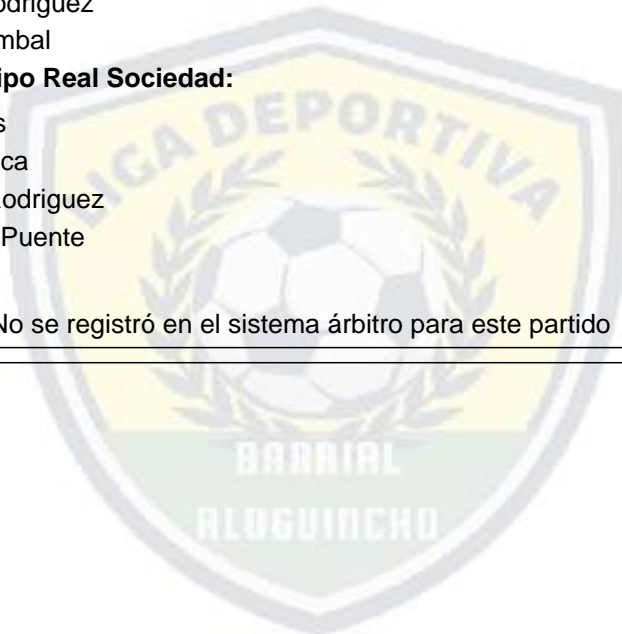 odriguez
mbal
ipo Real Sociedad:
s
ca
odriguez
Puente
No se registró en el sistema árbitro para este partido
LIGA DEPORTIVA
BARRIAL
ALUGUINCHO